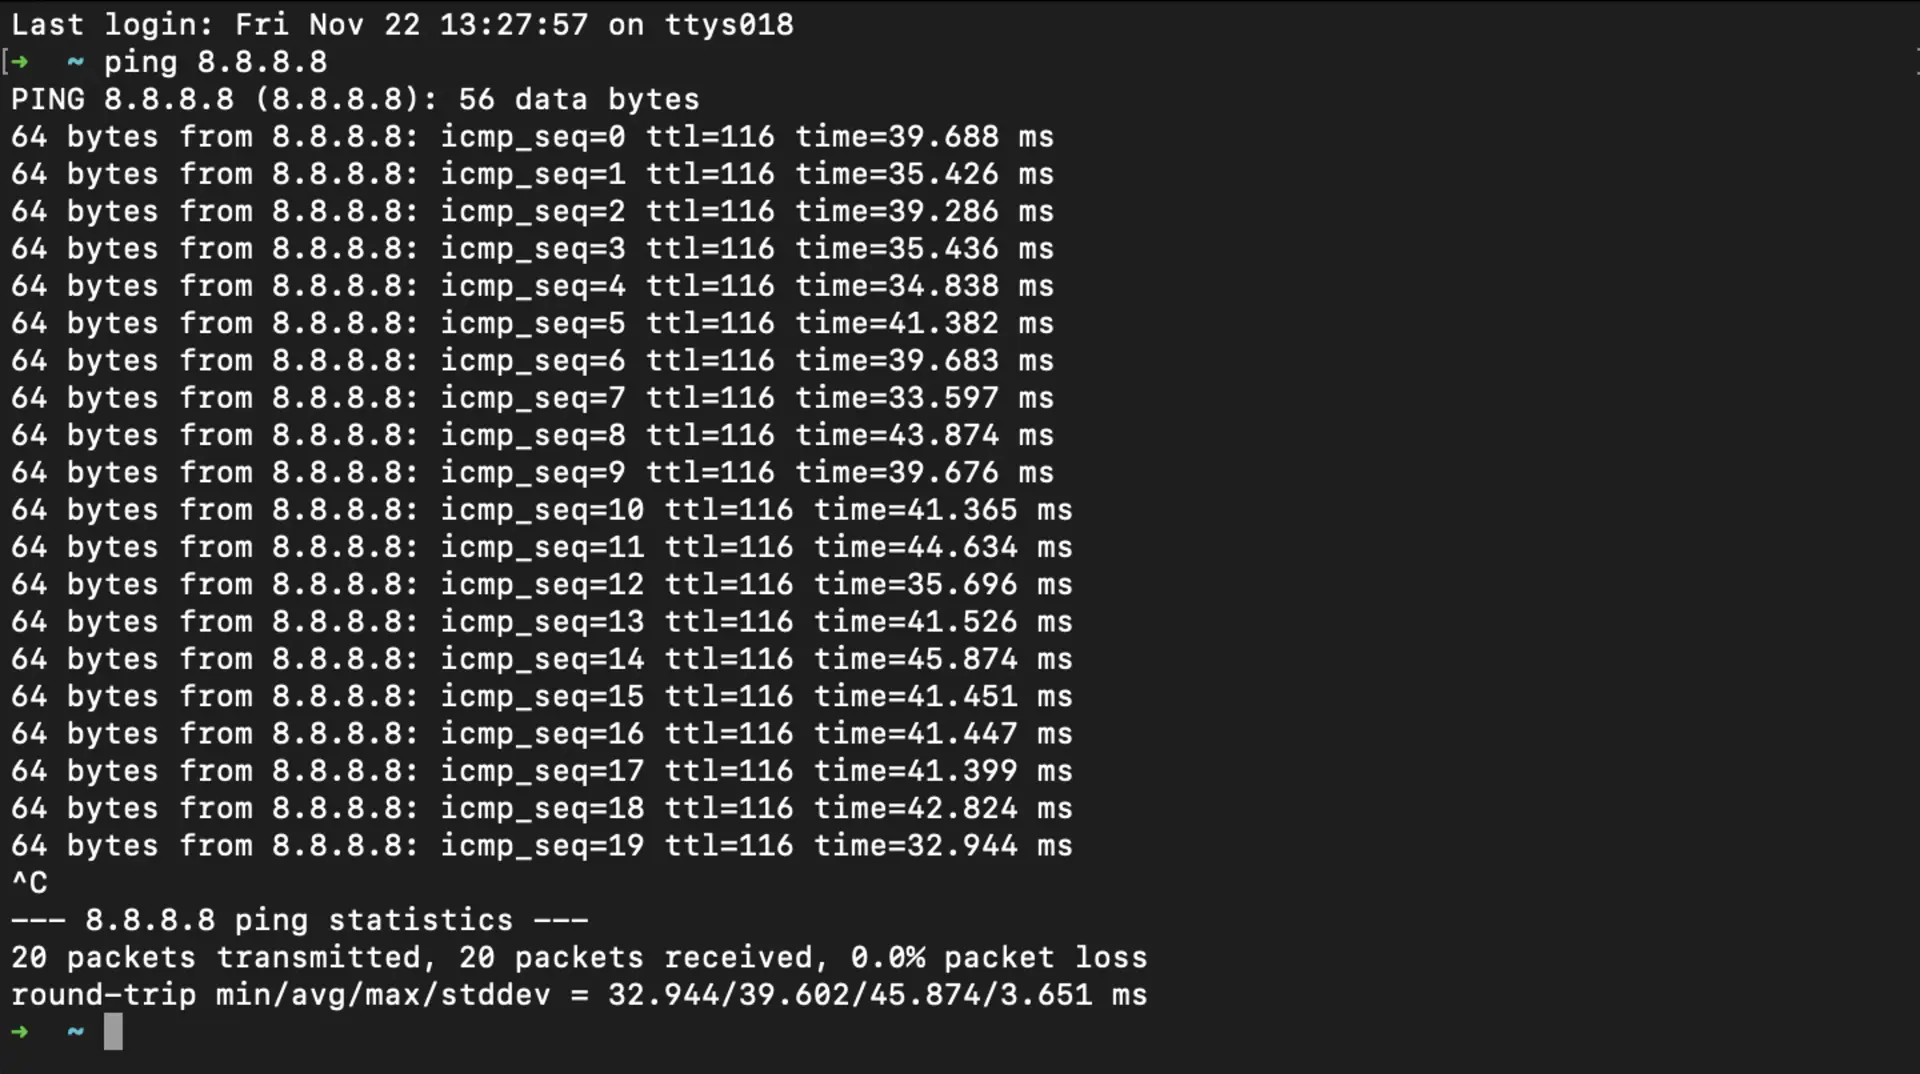 Last login: Fri Nov 22 13:27:57 on ttys018
[➜  ~ ping 8.8.8.8 ]
PING 8.8.8.8 (8.8.8.8): 56 data bytes
64 bytes from 8.8.8.8: icmp_seq=0 ttl=116 time=39.688 ms
64 bytes from 8.8.8.8: icmp_seq=1 ttl=116 time=35.426 ms
64 bytes from 8.8.8.8: icmp_seq=2 ttl=116 time=39.286 ms
64 bytes from 8.8.8.8: icmp_seq=3 ttl=116 time=35.436 ms
64 bytes from 8.8.8.8: icmp_seq=4 ttl=116 time=34.838 ms
64 bytes from 8.8.8.8: icmp_seq=5 ttl=116 time=41.382 ms
64 bytes from 8.8.8.8: icmp_seq=6 ttl=116 time=39.683 ms
64 bytes from 8.8.8.8: icmp_seq=7 ttl=116 time=33.597 ms
64 bytes from 8.8.8.8: icmp_seq=8 ttl=116 time=43.874 ms
64 bytes from 8.8.8.8: icmp_seq=9 ttl=116 time=39.676 ms
64 bytes from 8.8.8.8: icmp_seq=10 ttl=116 time=41.365 ms
64 bytes from 8.8.8.8: icmp_seq=11 ttl=116 time=44.634 ms
64 bytes from 8.8.8.8: icmp_seq=12 ttl=116 time=35.696 ms
64 bytes from 8.8.8.8: icmp_seq=13 ttl=116 time=41.526 ms
64 bytes from 8.8.8.8: icmp_seq=14 ttl=116 time=45.874 ms
64 bytes from 8.8.8.8: icmp_seq=15 ttl=116 time=41.451 ms
64 bytes from 8.8.8.8: icmp_seq=16 ttl=116 time=41.447 ms
64 bytes from 8.8.8.8: icmp_seq=17 ttl=116 time=41.399 ms
64 bytes from 8.8.8.8: icmp_seq=18 ttl=116 time=42.824 ms
64 bytes from 8.8.8.8: icmp_seq=19 ttl=116 time=32.944 ms
^C
--- 8.8.8.8 ping statistics ---
20 packets transmitted, 20 packets received, 0.0% packet loss
round-trip min/avg/max/stddev = 32.944/39.602/45.874/3.651 ms
➜  ~